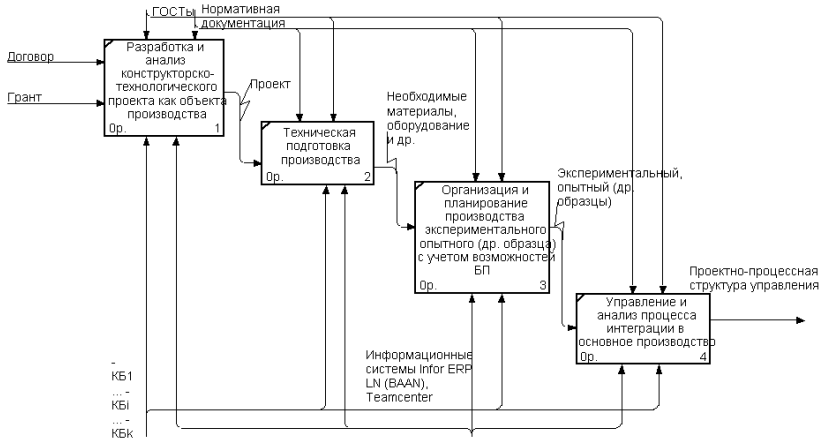 ГОСТы
Нормативная
документация
Договор
Грант
Разработка и
анализ
конструкторско-
технологического
проекта как объекта
производства
0р. 1
Проект
Техническая
подготовка
производства
0р. 2
Необходимые
материалы,
оборудование
и др.
Организация и
планирование
производства
экспериментального
опытного (др. образца)
с учетом возможностей
БП
0р. 3
Экспериментальный,
опытный (др.
образцы)
Управление и
анализ процесса
интеграции в
основное производство
0р. 4
Проектно-процессная
структура управления
Информационные
системы Infor ERP
LN (BAAN),
Teamcenter
-
КБ1
... -
КБi
... -
КБk